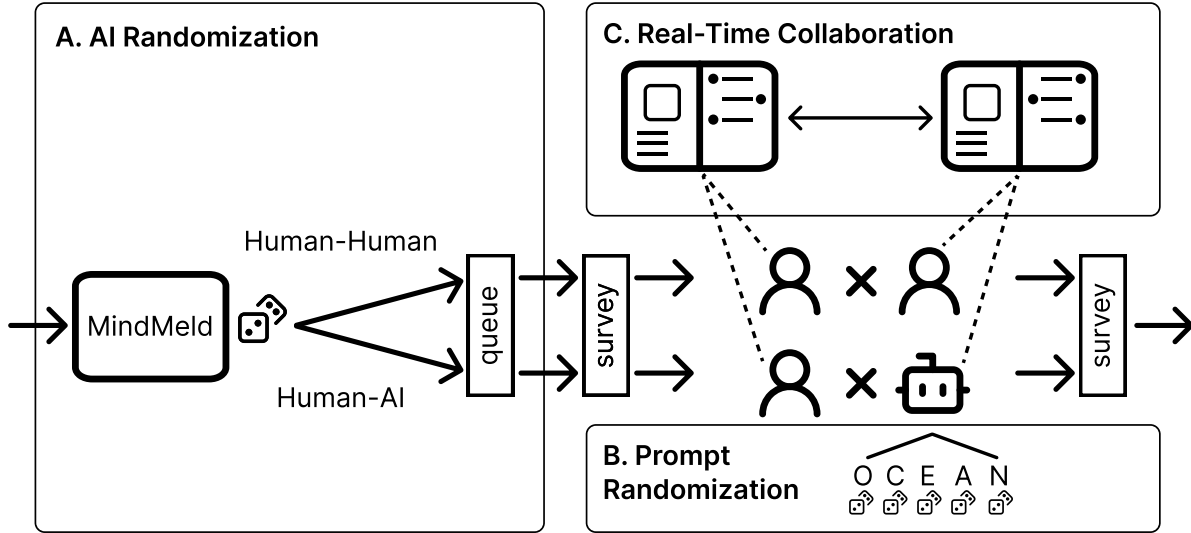 A. AI Randomization
MindMeld
Human-Human
Human-AI
queue
survey
C. Real-Time Collaboration
B. Prompt
Randomization
O C E A N
survey